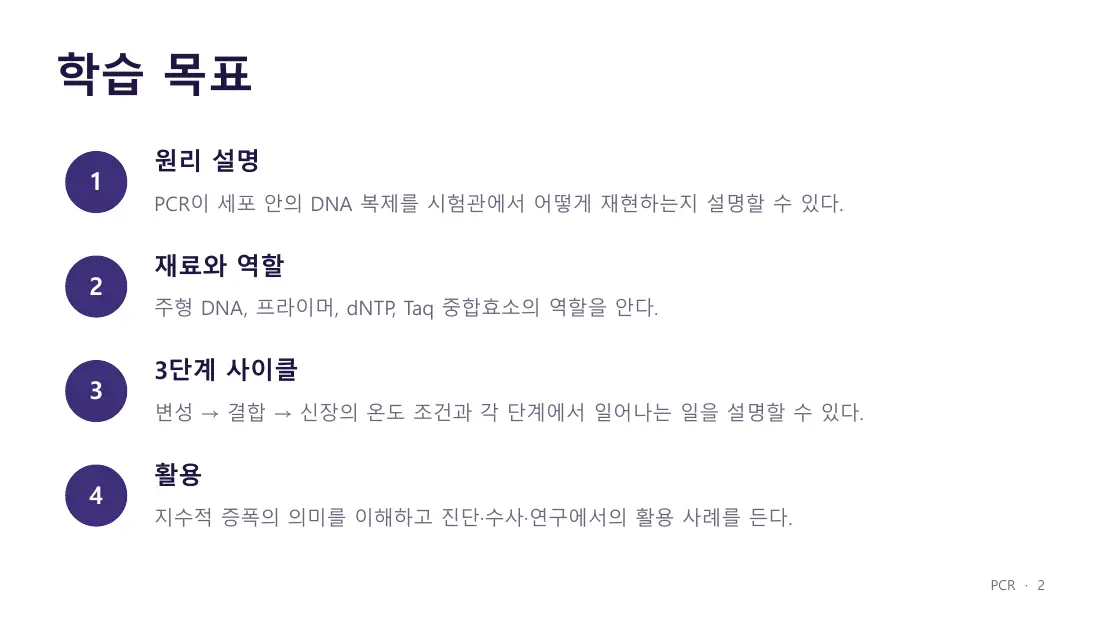 학습 목표
1
원리 설명
PCR이 세포 안의 DNA 복제를 시험관에서 어떻게 재현하는지 설명할 수 있다.
2
재료와 역할
주형 DNA, 프라이머, dNTP, Taq 중합효소의 역할을 안다.
3
3단계 사이클
변성 → 결합 → 신장의 온도 조건과 각 단계에서 일어나는 일을 설명할 수 있다.
4
활용
지수적 증폭의 의미를 이해하고 진단·수사·연구에서의 활용 사례를 든다.
PCR · 2